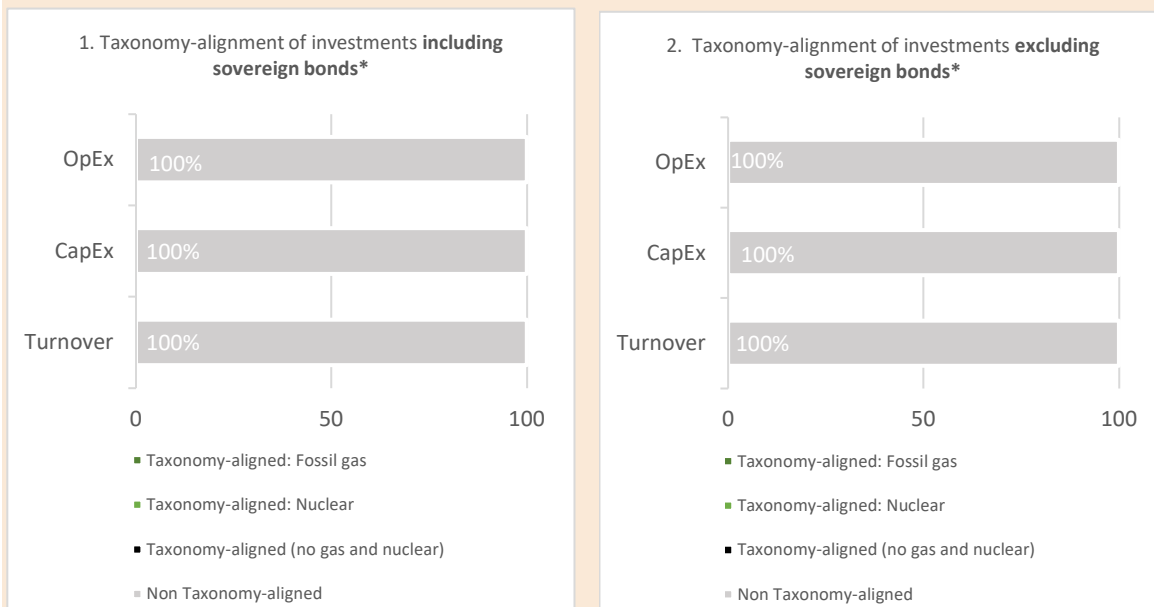 1. Taxonomy-alignment of investments including
sovereign bonds*
0
50
100
OpEx
100%
CapEx
100%
Turnover
100%
Taxonomy-aligned: Fossil gas
Taxonomy-aligned: Nuclear
Taxonomy-aligned (no gas and nuclear)
Non Taxonomy-aligned
2. Taxonomy-alignment of investments excluding
sovereign bonds*
OpEx
100%
CapEx
100%
Turnover
100%
0
50
100
Taxonomy-aligned: Fossil gas
Taxonomy-aligned: Nuclear
Taxonomy-aligned (no gas and nuclear)
Non Taxonomy-aligned